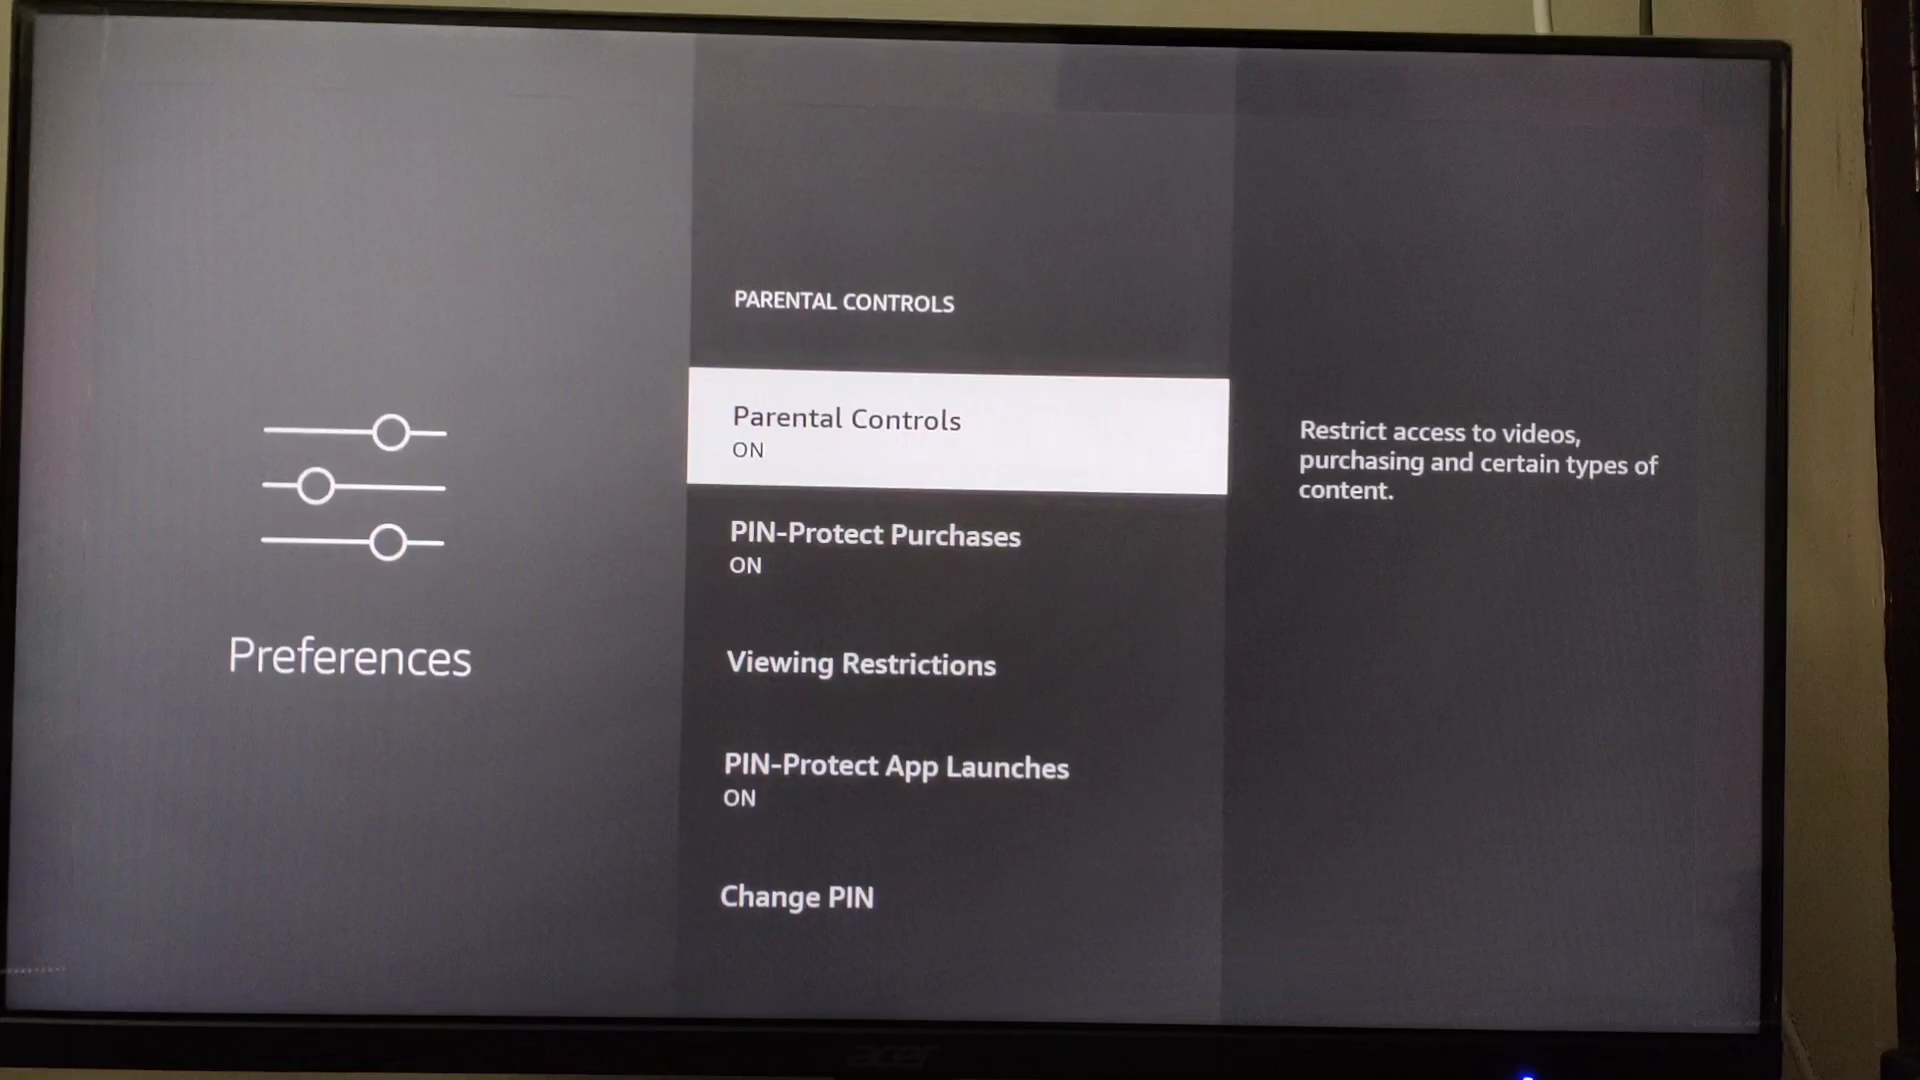 PARENTAL CONTROLS
Parental Controls
ON
PIN-Protect Purchases
ON
Viewing Restrictions
PIN-Protect App Launches
ON
Change PIN
Preferences
Restrict access to videos,
purchasing and certain types of
content.
acer